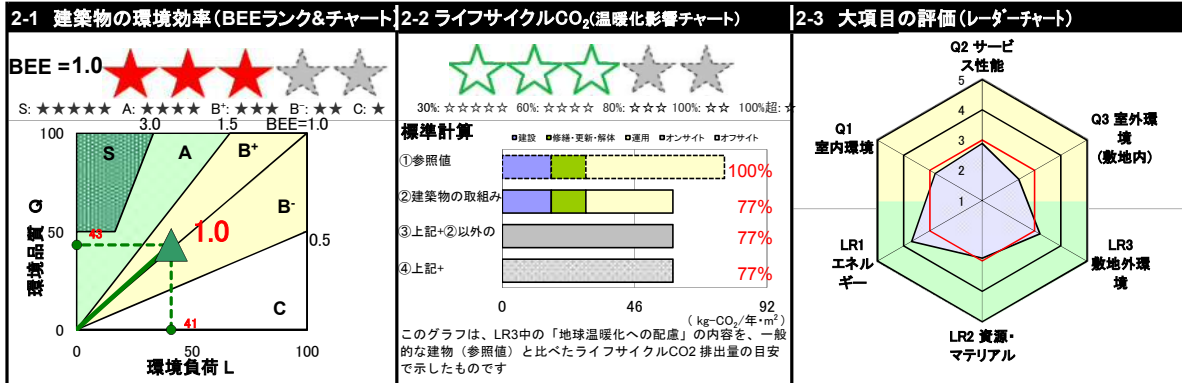 2-1 建築物の環境効率(BEEランク&チャート)
BEE =1.0
S: ★★★★★ A: ★★★★ B+: ★★★ B-: ★★ C: ★
3.0 1.5 BEE=1.0
100
S
A
B+
B-
50
43
1.0
0.5
C
0
41
0 50 100
環境品質 Q
環境負荷 L
2-2 ライフサイクルCO2(温暖化影響チャート)
30%: ☆☆☆☆☆ 60%: ☆☆☆☆ 80%: ☆☆☆ 100%: ☆☆ 100%超: ☆
標準計算
建設 修繕・更新・解体 運用 オンサイト オフサイト
①参照値 100%
②建築物の取組み 77%
③上記+②以外の 77%
④上記+ 77%
0 46 92
( kg-CO2/年・m2)
このグラフは、LR3中の「地球温暖化への配慮」の内容を、一般
的な建物(参照値)と比べたライフサイクルCO2 排出量の目安
で示したものです
2-3 大項目の評価(レーダーチャート)
Q2 サービ
ス性能
5
4
3
2
1
Q1
室内環境
Q3 室外環
境
(敷地内)
LR1
エネル
ギー
LR3
敷地外環
境
LR2 資源・
マテリアル